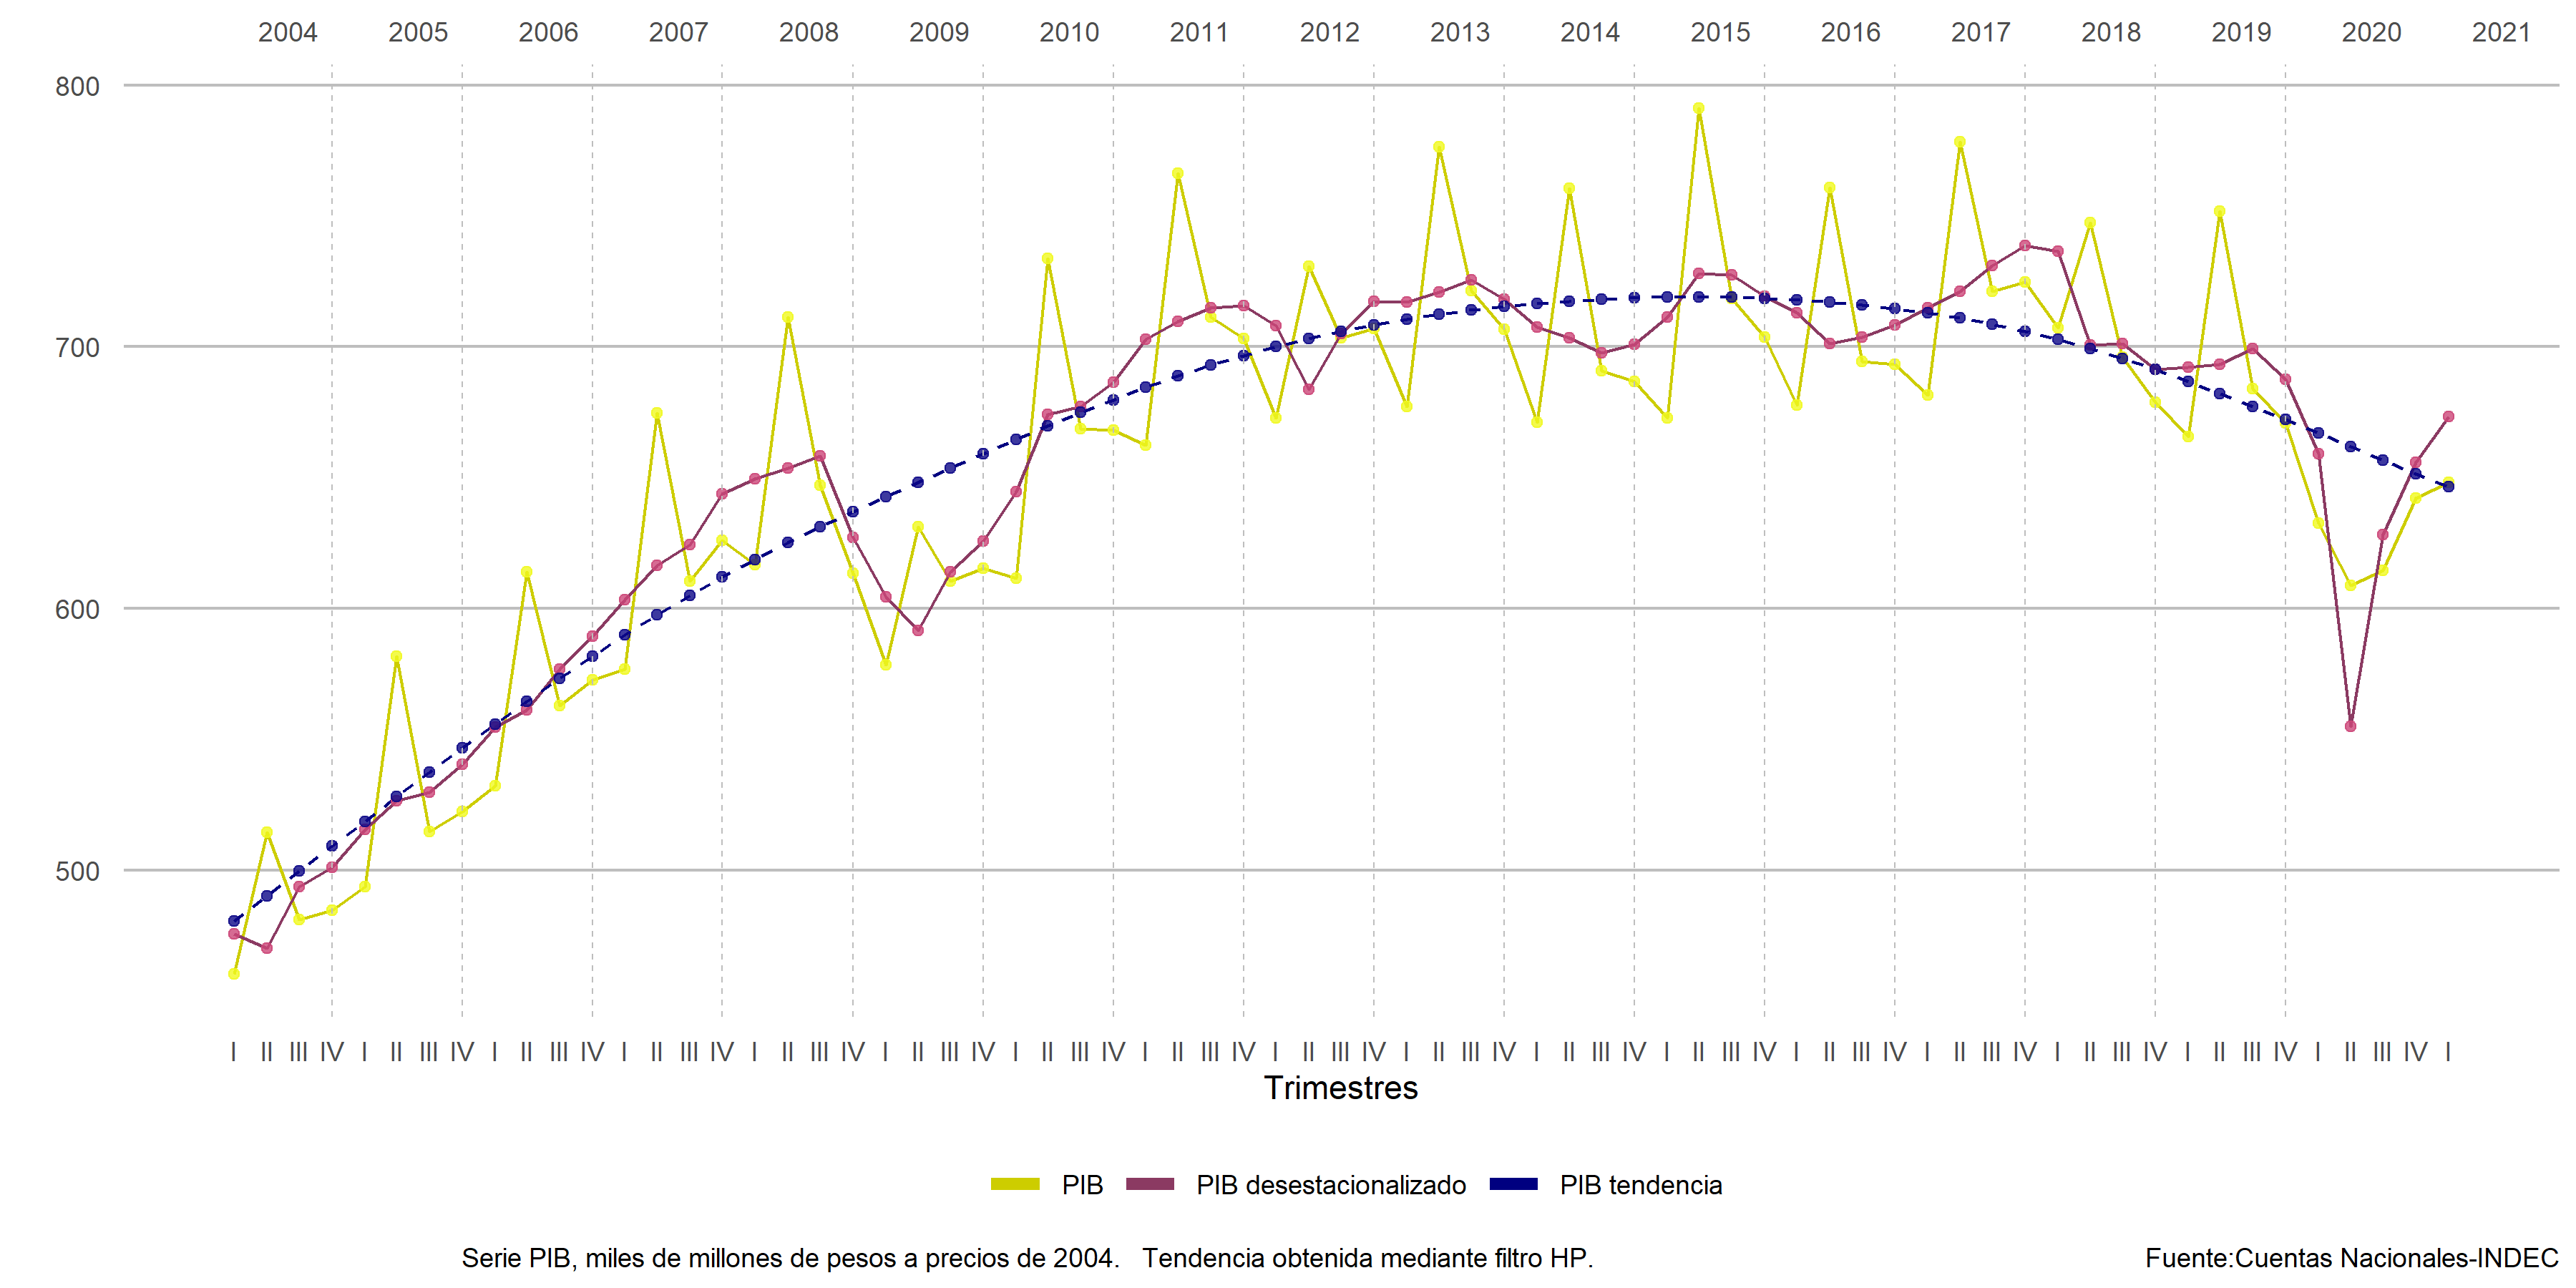 2004 2005 2006 2007 2008 2009 2010 2011 2012 2013 2014 2015 2016 2017 2018 2019 2020 2021
800
700
600
500
I II III IV I II III IV I II III IV I II III IV I II III IV I II III IV I II III IV I II III IV I II III IV I II III IV I II III IV I II III IV I II III IV I II III IV I II III IV I II III IV I II III IV I
Trimestres
PIB PIB desestacionalizado PIB tendencia
Serie PIB, miles de millones de pesos a precios de 2004. Tendencia obtenida mediante filtro HP. Fuente:Cuentas Nacionales-INDEC